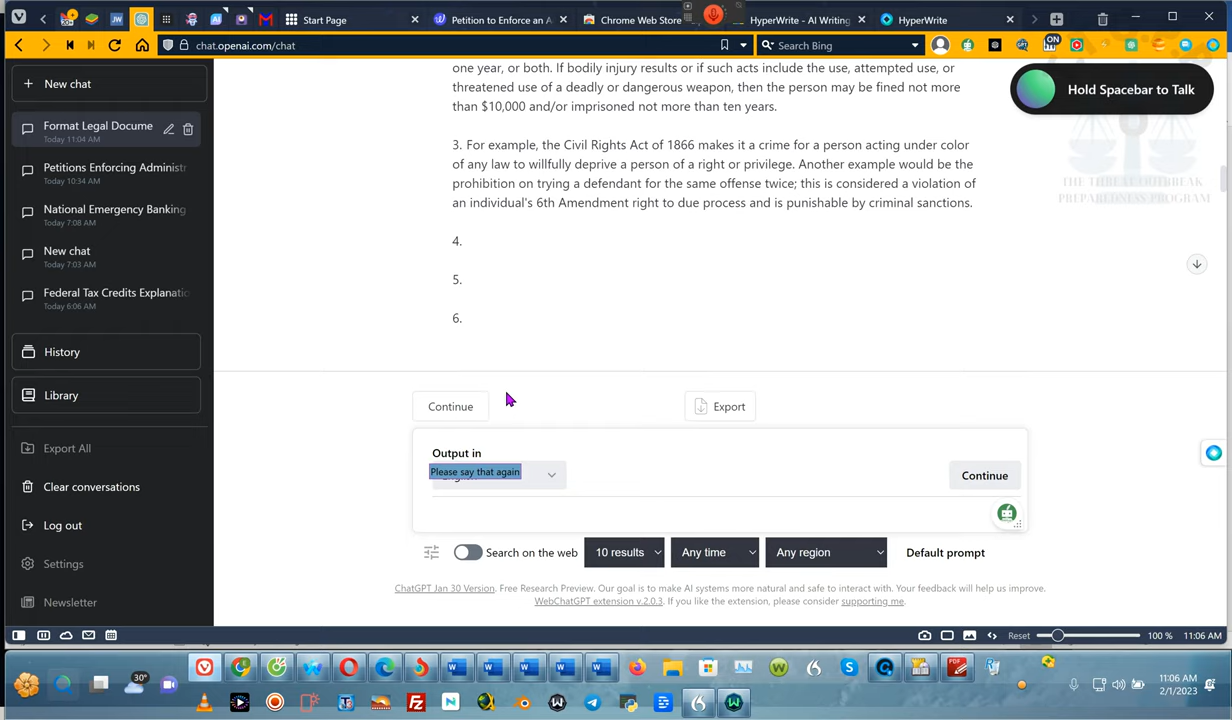 Start Page
Petition to Enforce an A
Chrome Web Store
HyperWrite - AI Writing
HyperWrite
chat.openai.com/chat
Search Bing
ON
New chat
Format Legal Docume
Today 11:04 AM
Petitions Enforcing Administr
Today 10:34 AM
National Emergency Banking
Today 7:08 AM
New chat
Today 7:03 AM
Federal Tax Credits Explanatio
Today 6:06 AM
History
Library
Export All
Clear conversations
Log out
Settings
Newsletter
one year, or both. If bodily injury results or if such acts include the use, attempted use, or
threatened use of a deadly or dangerous weapon, then the person may be fined not more
than $10,000 and/or imprisoned not more than ten years.
3. For example, the Civil Rights Act of 1866 makes it a crime for a person acting under color
of any law to willfully deprive a person of a right or privilege. Another example would be the
prohibition on trying a defendant for the same offense twice; this is considered a violation of
an individual's 6th Amendment right to due process and is punishable by criminal sanctions.
4.
5.
6.
Hold Spacebar to Talk
THE THREAT OUTBREAK
PREPAREDNESS PROGRAM
Continue
Export
Output in
Please say that again
Continue
Search on the web
10 results
Any time
Any region
Default prompt
ChatGPT Jan 30 Version. Free Research Preview. Our goal is to make AI systems more natural and safe to interact with. Your feedback will help us improve.
WebChatGPT extension v.2.0.3. If you like the extension, please consider supporting me.
Reset
100 %
11:06 AM
30°
11:06 AM
2/1/2023